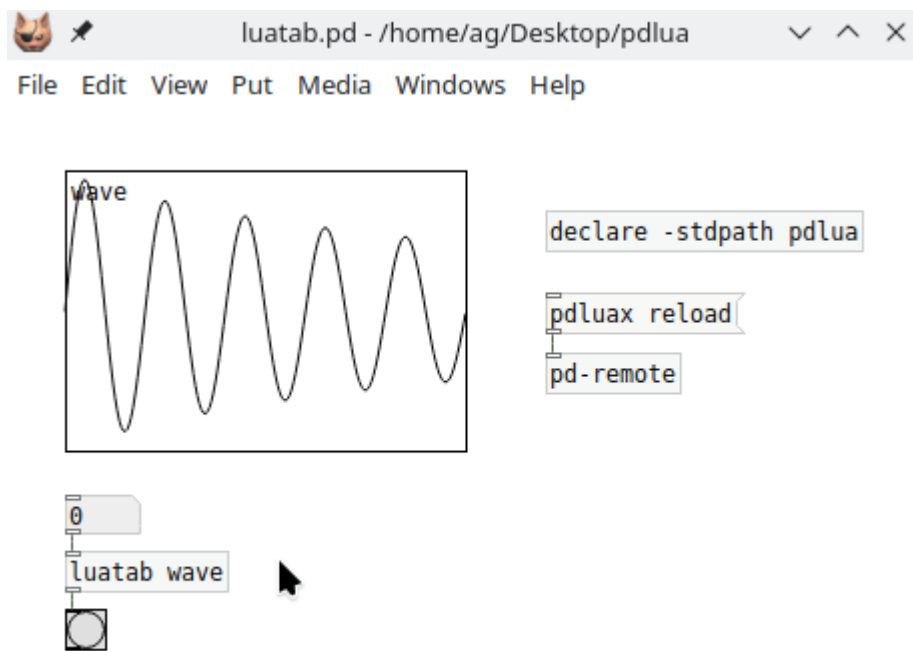 luatab.pd - /home/ag/Desktop/pdlua
File Edit View Put Media Windows Help
wave
declare -stdpath pdlua
pdluax reload
pd-remote
0
luatab wave